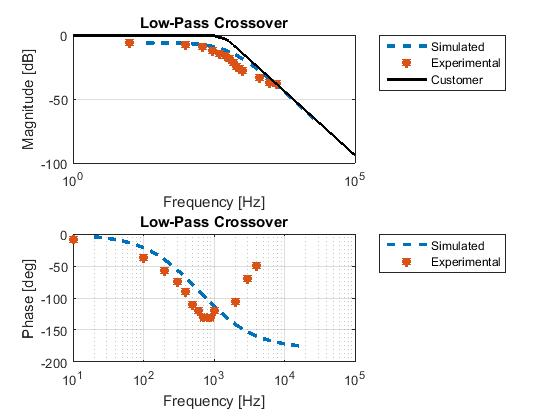 Low-Pass Crossover
Magnitude [dB]
0
-50
-100
10^0
10^5
Frequency [Hz]
Simulated
Experimental
Customer
Low-Pass Crossover
Phase [deg]
0
-50
-100
-150
-200
10^1
10^2
10^3
10^4
10^5
Frequency [Hz]
Simulated
Experimental